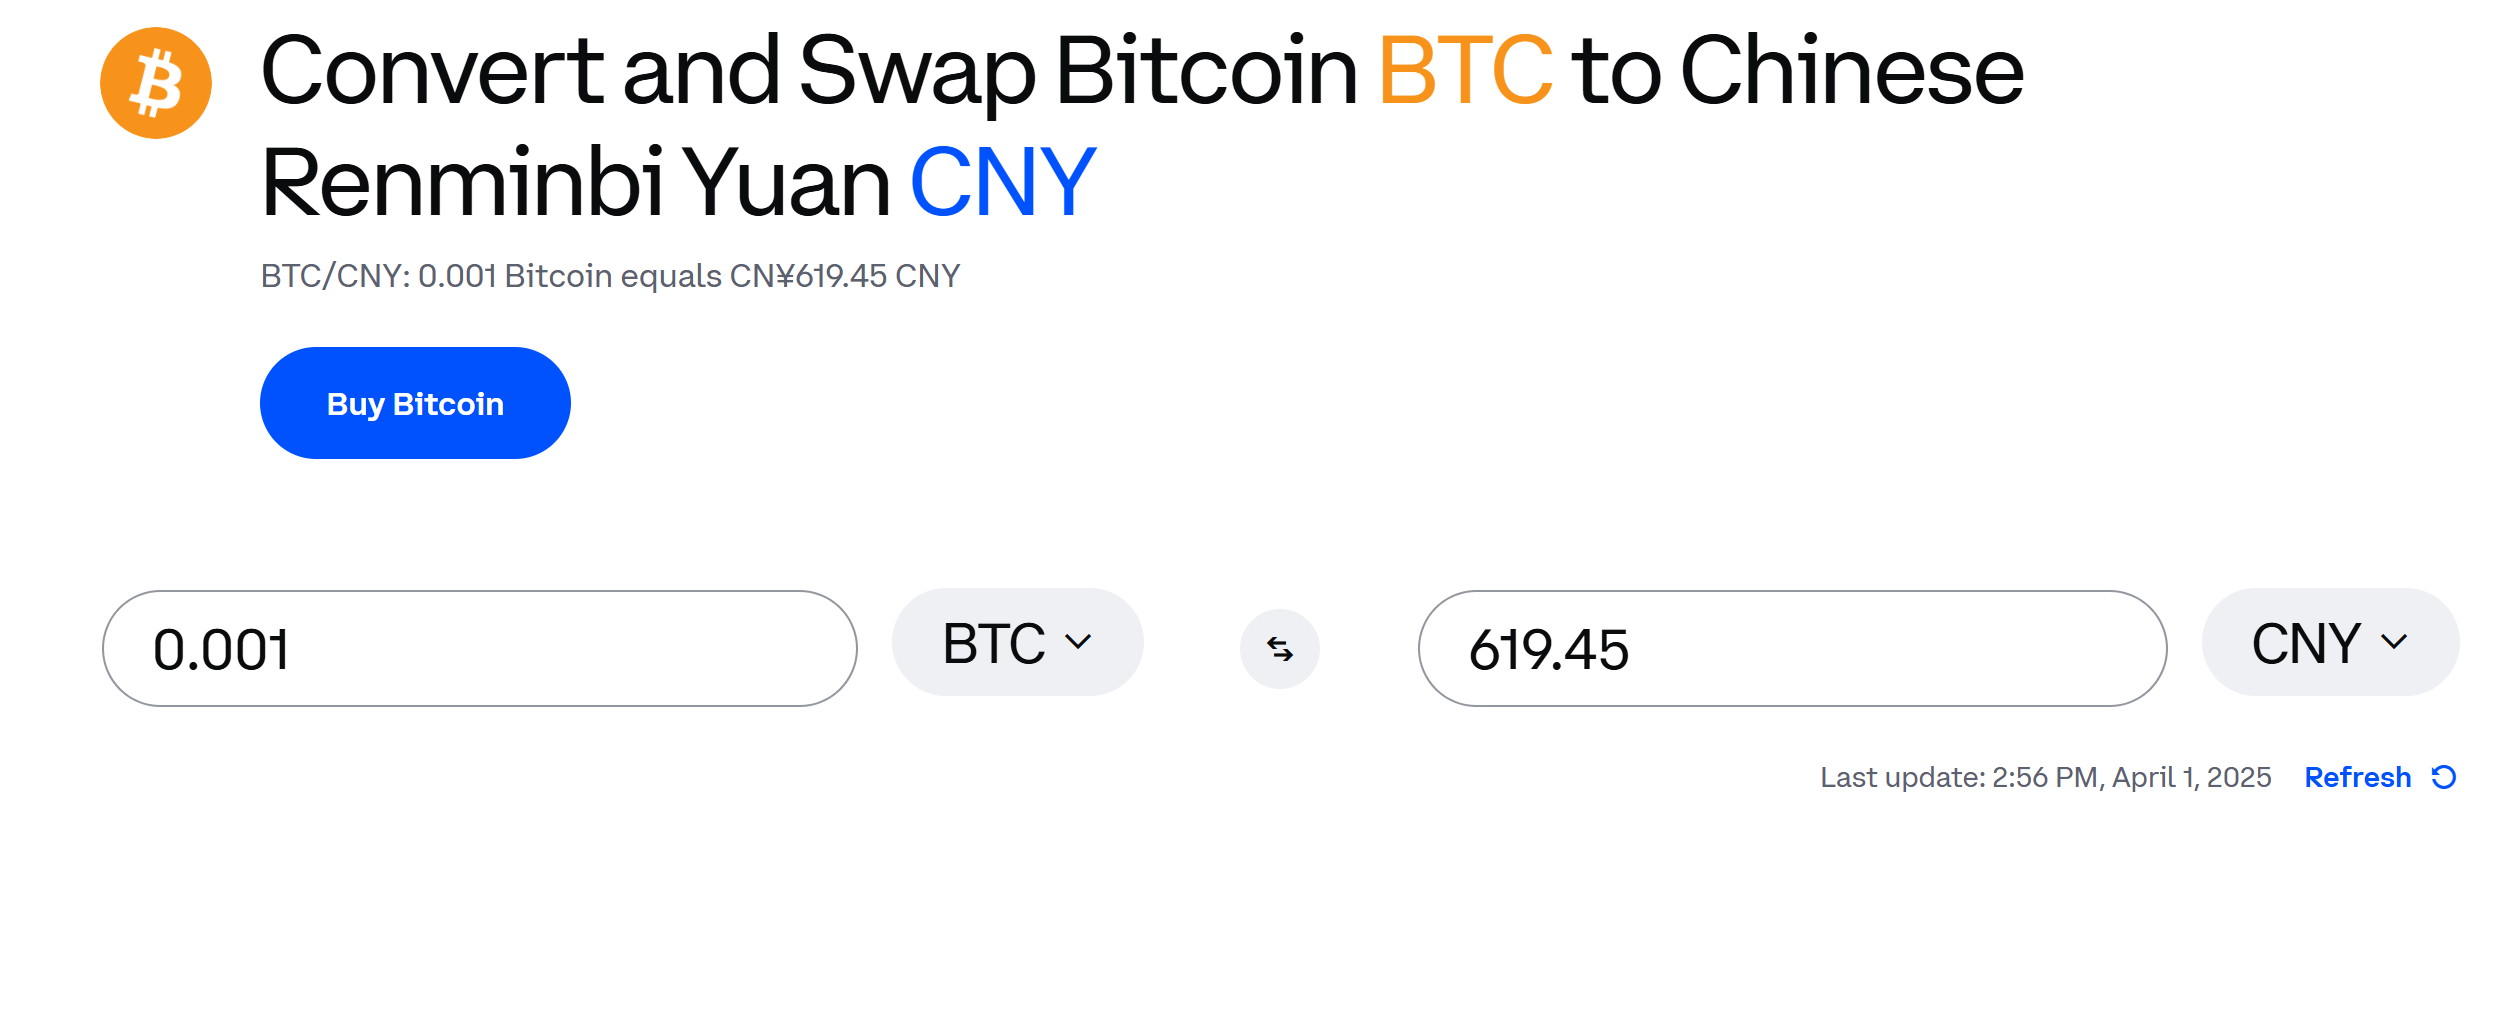 Convert and Swap Bitcoin BTC to Chinese
Renminbi Yuan CNY
BTC/CNY: 0.001 Bitcoin equals CN¥619.45 CNY
Buy Bitcoin
0.001 BTC 619.45 CNY
Last update: 2:56 PM, April 1, 2025 Refresh